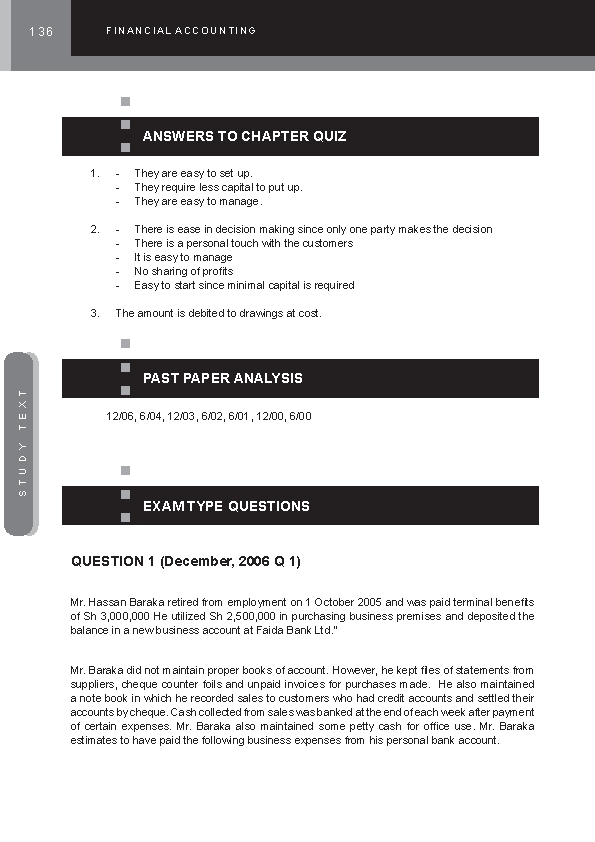 136
FINANCIAL ACCOUNTING
ANSWERS TO CHAPTER QUIZ
1. - They are easy to set up.
- They require less capital to put up.
- They are easy to manage.
2. - There is ease in decision making since only one party makes the decision
- There is a personal touch with the customers
- It is easy to manage
- No sharing of profits
- Easy to start since minimal capital is required
3. The amount is debited to drawings at cost.
PAST PAPER ANALYSIS
12/06, 6/04, 12/03, 6/02, 6/01, 12/00, 6/00
STUDY TEXT
EXAM TYPE QUESTIONS
QUESTION 1 (December, 2006 Q 1)
Mr. Hassan Baraka retired from employment on 1 October 2005 and was paid terminal benefits
of Sh 3,000,000 He utilized Sh 2,500,000 in purchasing business premises and deposited the
balance in a new business account at Faida Bank Ltd."
Mr. Baraka did not maintain proper books of account. However, he kept files of statements from
suppliers, cheque counter foils and unpaid invoices for purchases made. He also maintained
a note book in which he recorded sales to customers who had credit accounts and settled their
accounts by cheque. Cash collected from sales was banked at the end of each week after payment
of certain expenses. Mr. Baraka also maintained some petty cash for office use. Mr. Baraka
estimates to have paid the following business expenses from his personal bank account.